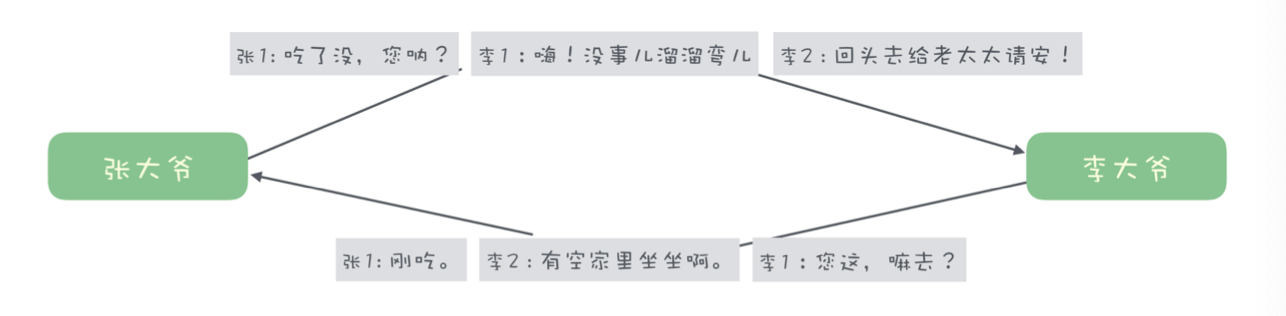 张1: 吃了没，您呐？
李1：嗨！没事儿溜溜弯儿
李2：回头去给老太太请安！
张大爷
李大爷
张1: 刚吃。
李2：有空家里坐坐啊。
李1：您这，嘛去？